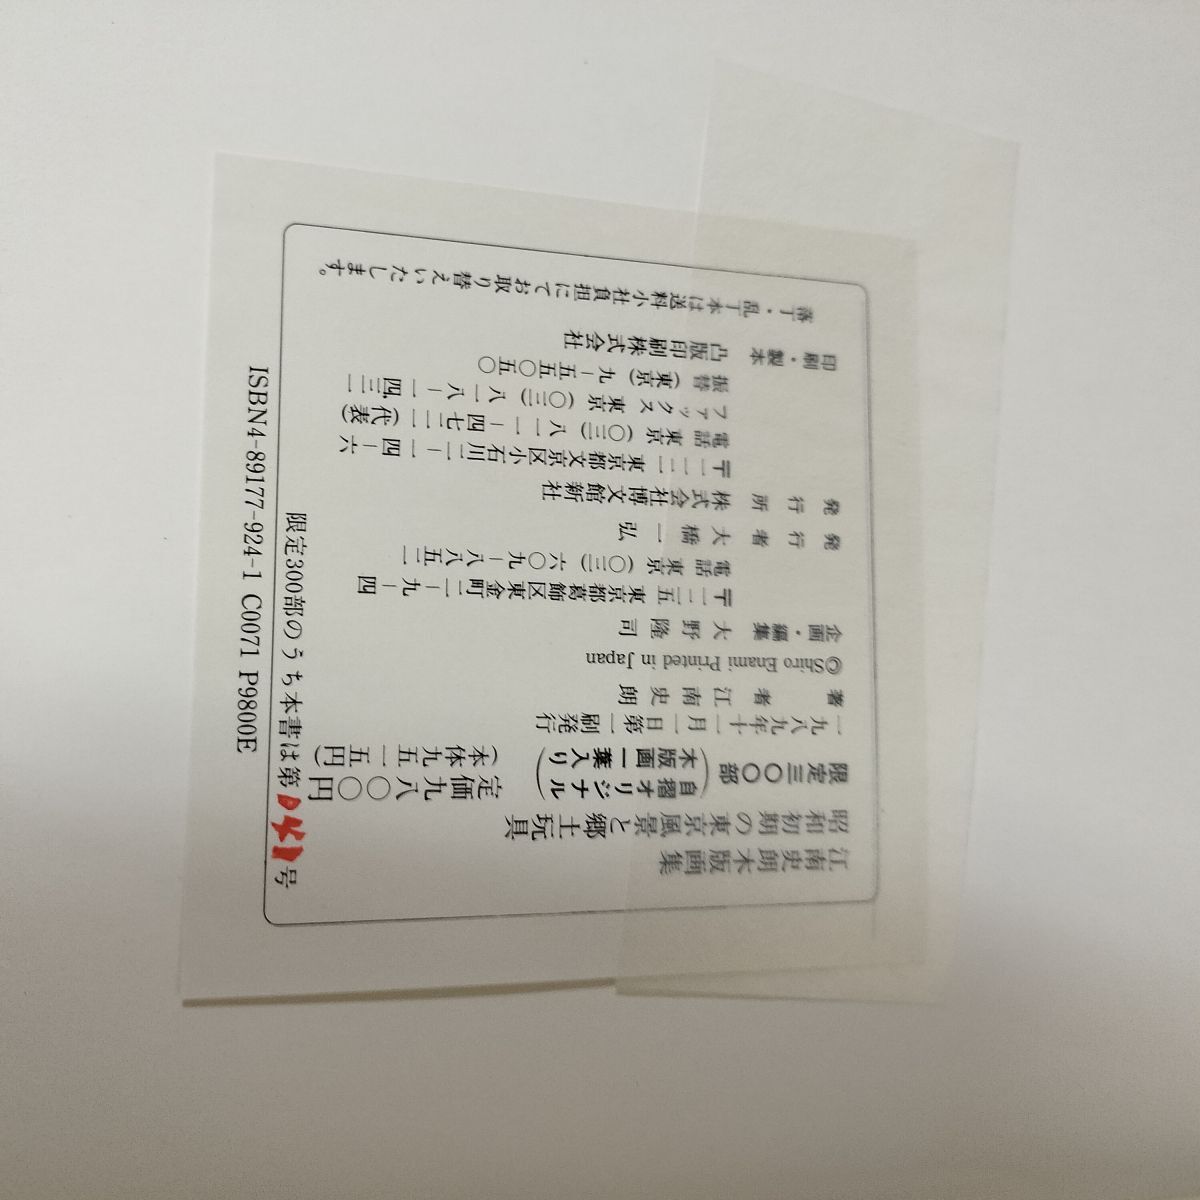 江南史朗木版画集
昭和初期の東京風景と郷土玩具
限定三〇〇部(自摺オリジナル木版画一葉入り)
定価九八〇〇円
(本体九五一五円)
一九八九年十一月一日第一刷発行
著者 江南史朗
©Shiro Enami Printed in Japan
企画・編集 大野隆司
〒一二五 東京都葛飾区東金町二ー九ー四
電話 東京(〇三)六〇九ー八八五二
発行者 大橋一弘
発行所 株式会社博文館新社
〒一一二 東京都文京区小石川二ー一四ー六
電話 東京(〇三)八一一ー四七二一(代表)
ファックス 東京(〇三)八一八ー一四三一
振替(東京)九ー五五〇五〇
印刷・製本 凸版印刷株式会社
落丁・乱丁本は送料小社負担にてお取り替えいたします。
限定300部のうち本書は第号
ISBN4-89177-924-1 C0071 P9800E